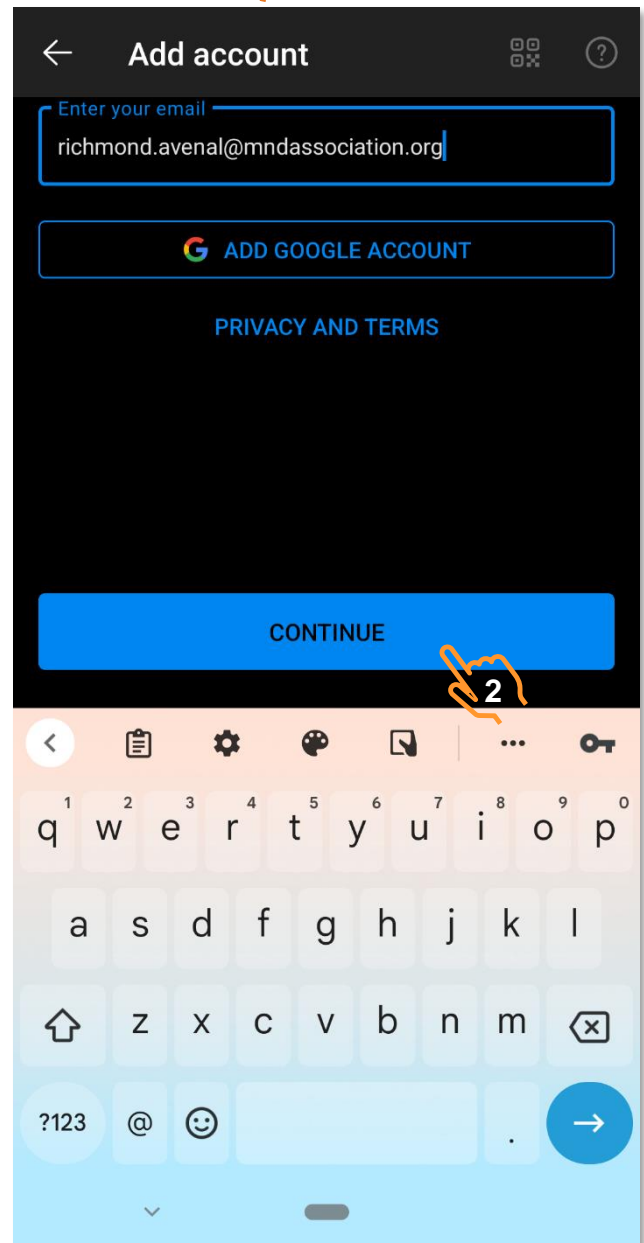 Add account
Enter your email
richmond.avenal@mndassociation.org
G ADD GOOGLE ACCOUNT
PRIVACY AND TERMS
CONTINUE
2
1 2 3 4 5 6 7 8 9 0
q w e r t y u i o p
a s d f g h j k l
z x c v b n m
?123 @ .